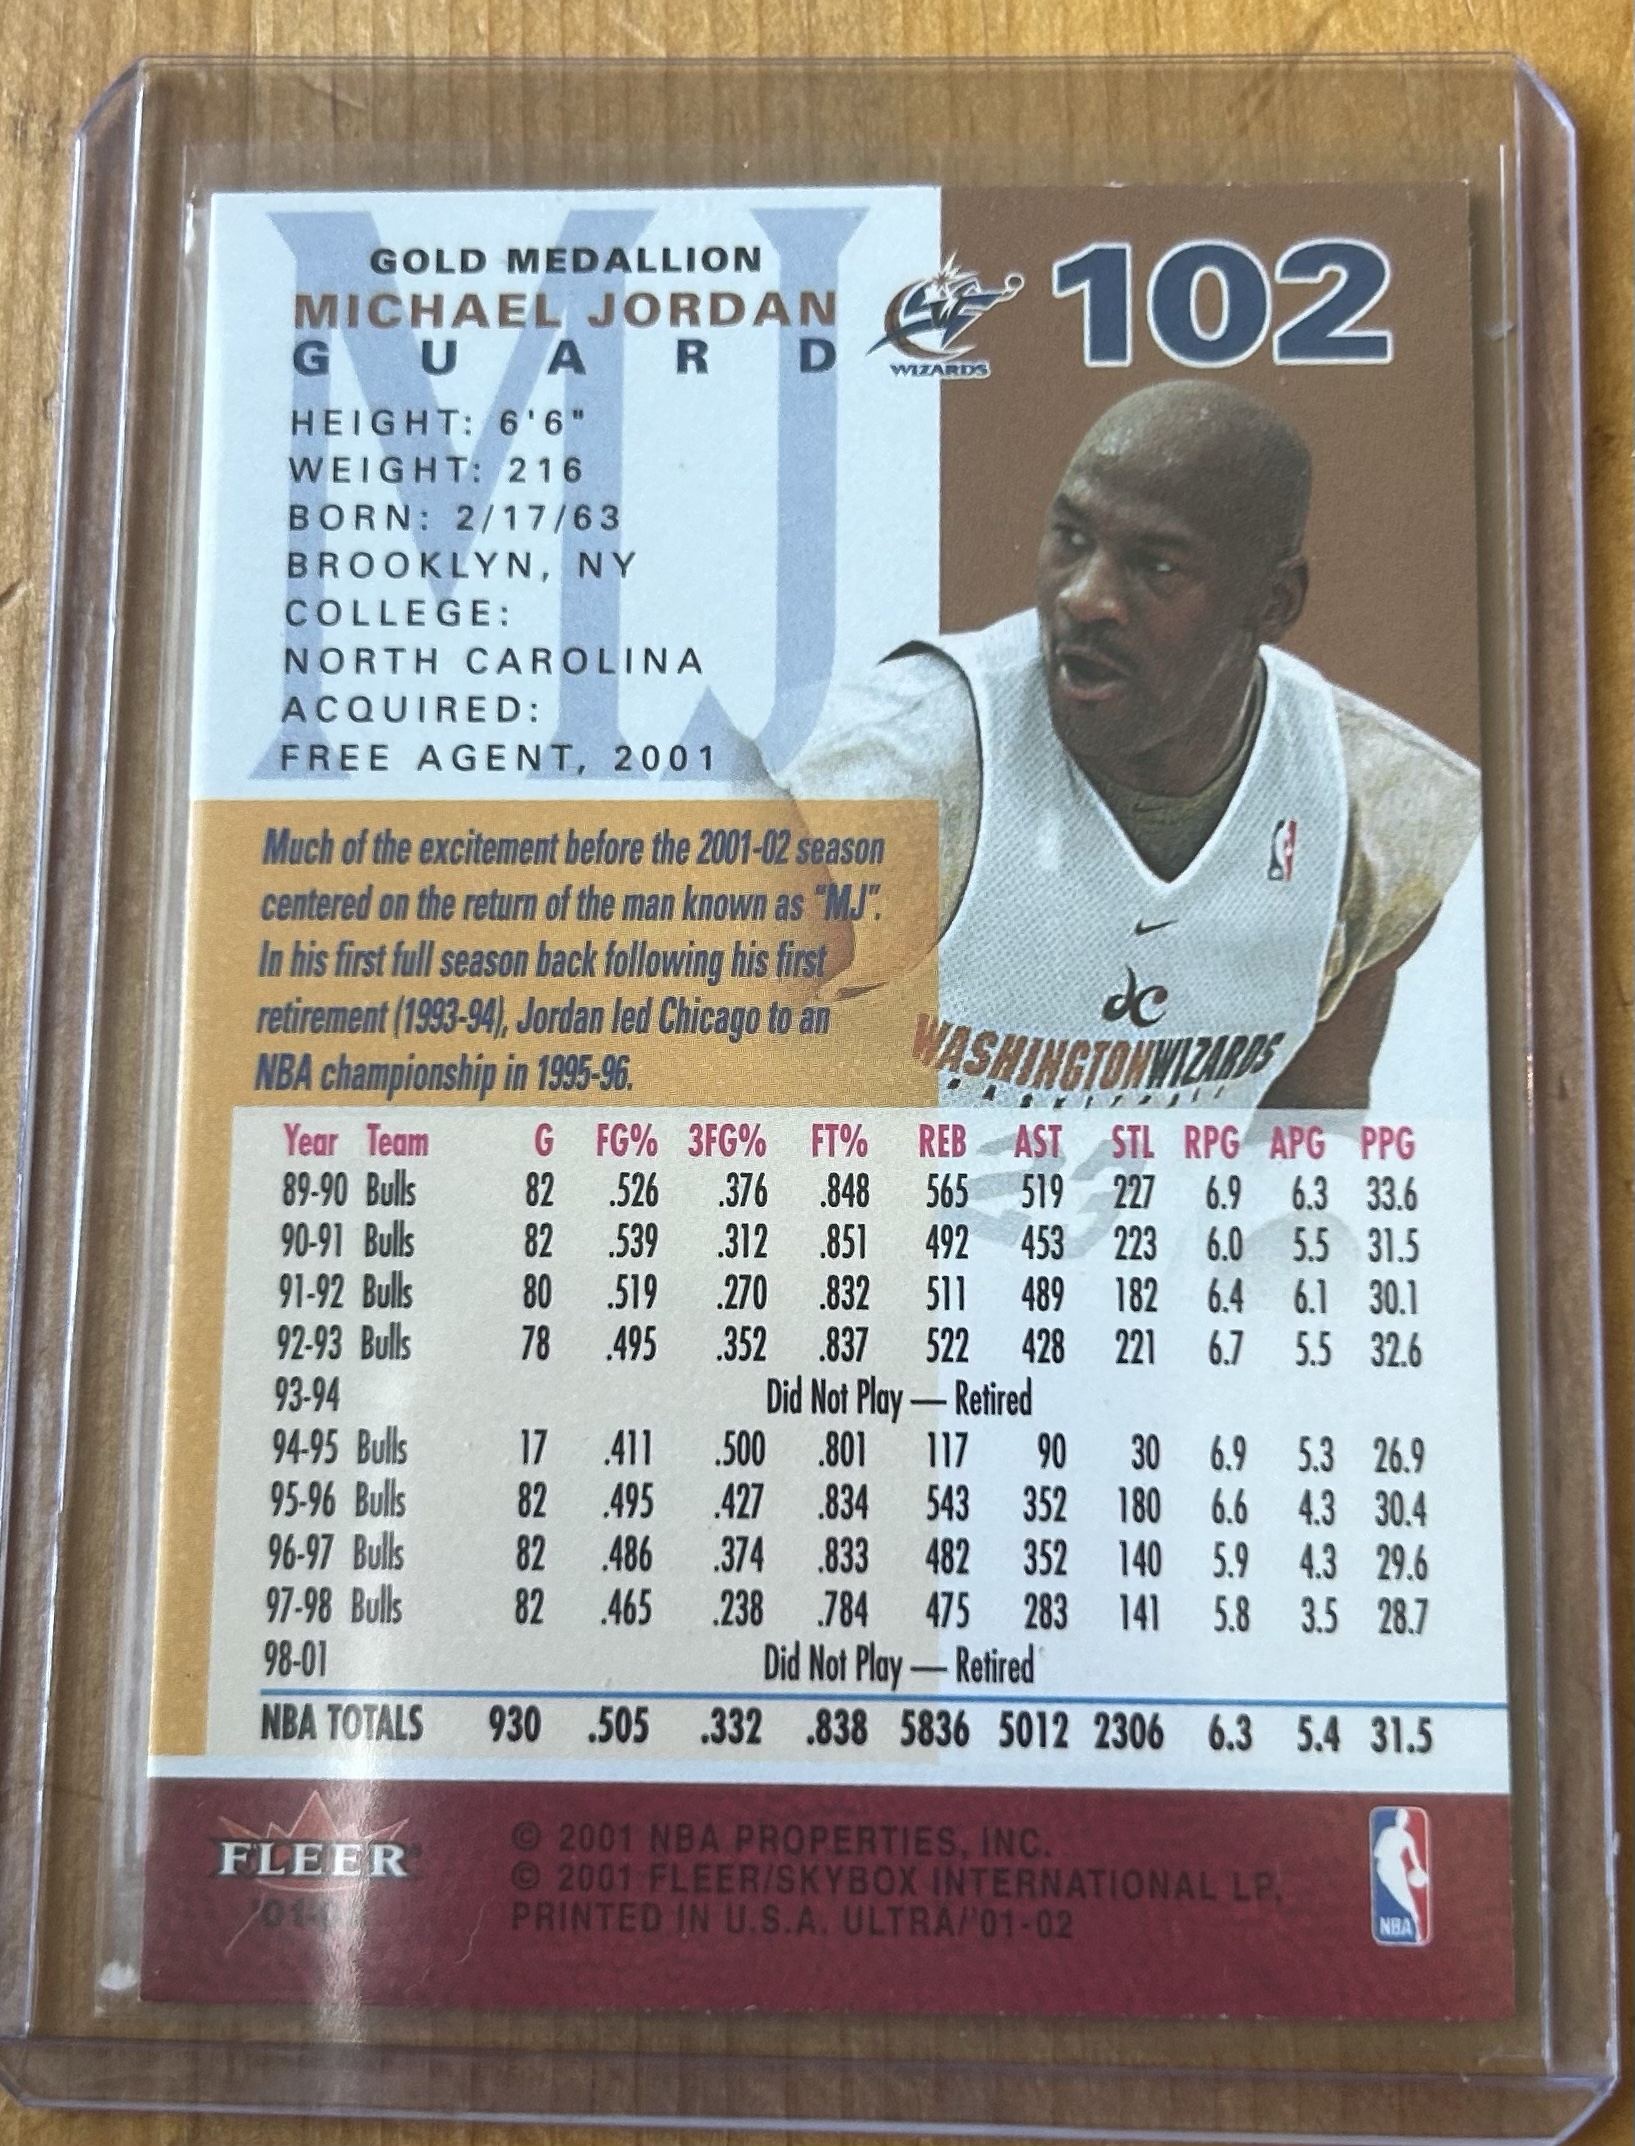 GOLD MEDALLION
MICHAEL JORDAN
GUARD
WIZARDS
102
HEIGHT: 6'6"
WEIGHT: 216
BORN: 2/17/63
BROOKLYN, NY
COLLEGE:
NORTH CAROLINA
ACQUIRED:
FREE AGENT, 2001
MJ
Much of the excitement before the 2001-02 season
centered on the return of the man known as "MJ".
In his first full season back following his first
retirement (1993-94), Jordan led Chicago to an
NBA championship in 1995-96.
dc
WASHINGTON WIZARDS
Year Team G FG% 3FG% FT% REB AST STL RPG APG PPG
89-90 Bulls 82 .526 .376 .848 565 519 227 6.9 6.3 33.6
90-91 Bulls 82 .539 .312 .851 492 453 223 6.0 5.5 31.5
91-92 Bulls 80 .519 .270 .832 511 489 182 6.4 6.1 30.1
92-93 Bulls 78 .495 .352 .837 522 428 221 6.7 5.5 32.6
93-94 Did Not Play — Retired
94-95 Bulls 17 .411 .500 .801 117 90 30 6.9 5.3 26.9
95-96 Bulls 82 .495 .427 .834 543 352 180 6.6 4.3 30.4
96-97 Bulls 82 .486 .374 .833 482 352 140 5.9 4.3 29.6
97-98 Bulls 82 .465 .238 .784 475 283 141 5.8 3.5 28.7
98-01 Did Not Play — Retired
NBA TOTALS 930 .505 .332 .838 5836 5012 2306 6.3 5.4 31.5
FLEER
© 2001 NBA PROPERTIES, INC.
© 2001 FLEER/SKYBOX INTERNATIONAL LP.
PRINTED IN U.S.A. ULTRA/'01-02
NBA